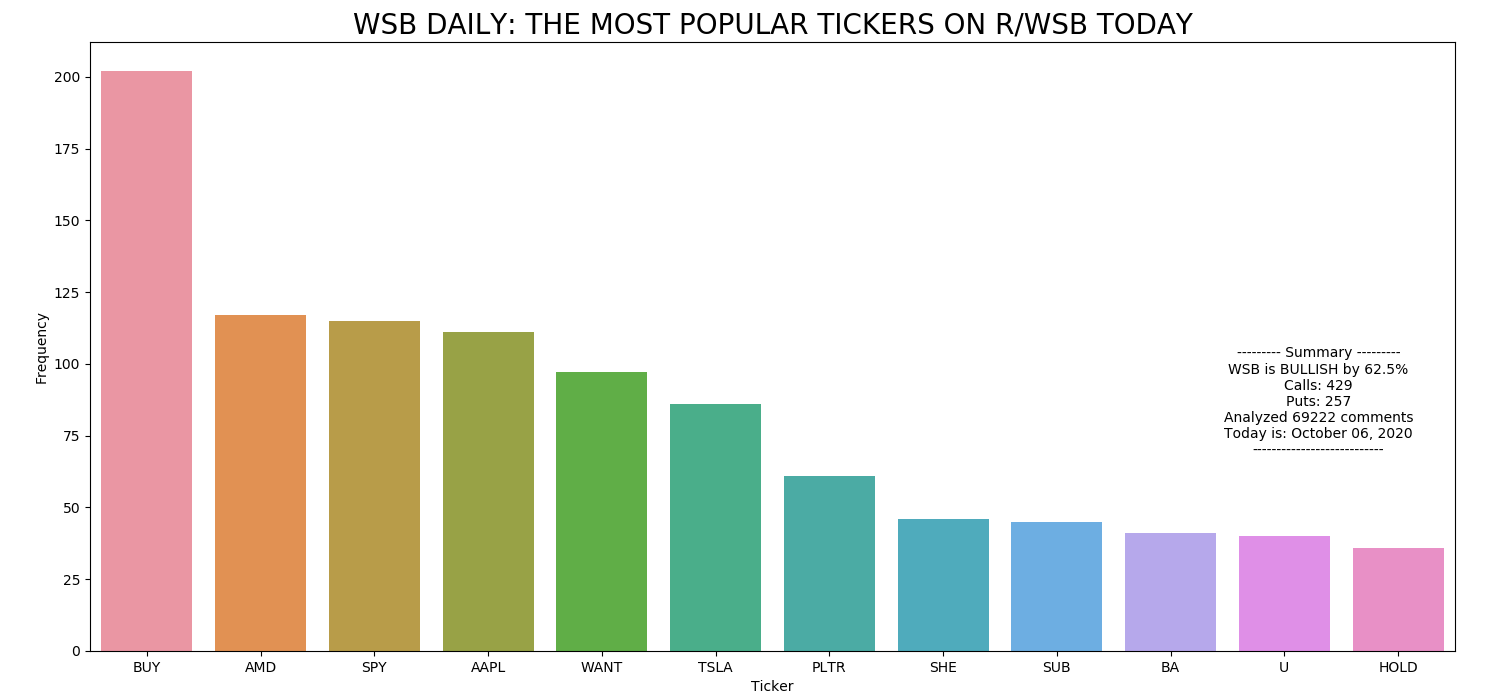 WSB DAILY: THE MOST POPULAR TICKERS ON R/WSB TODAY
Frequency
200
175
150
125
100
75
50
25
0
--------- Summary ---------
WSB is BULLISH by 62.5%
Calls: 429
Puts: 257
Analyzed 69222 comments
Today is: October 06, 2020
---------------------------
BUY AMD SPY AAPL WANT TSLA PLTR SHE SUB BA U HOLD
Ticker